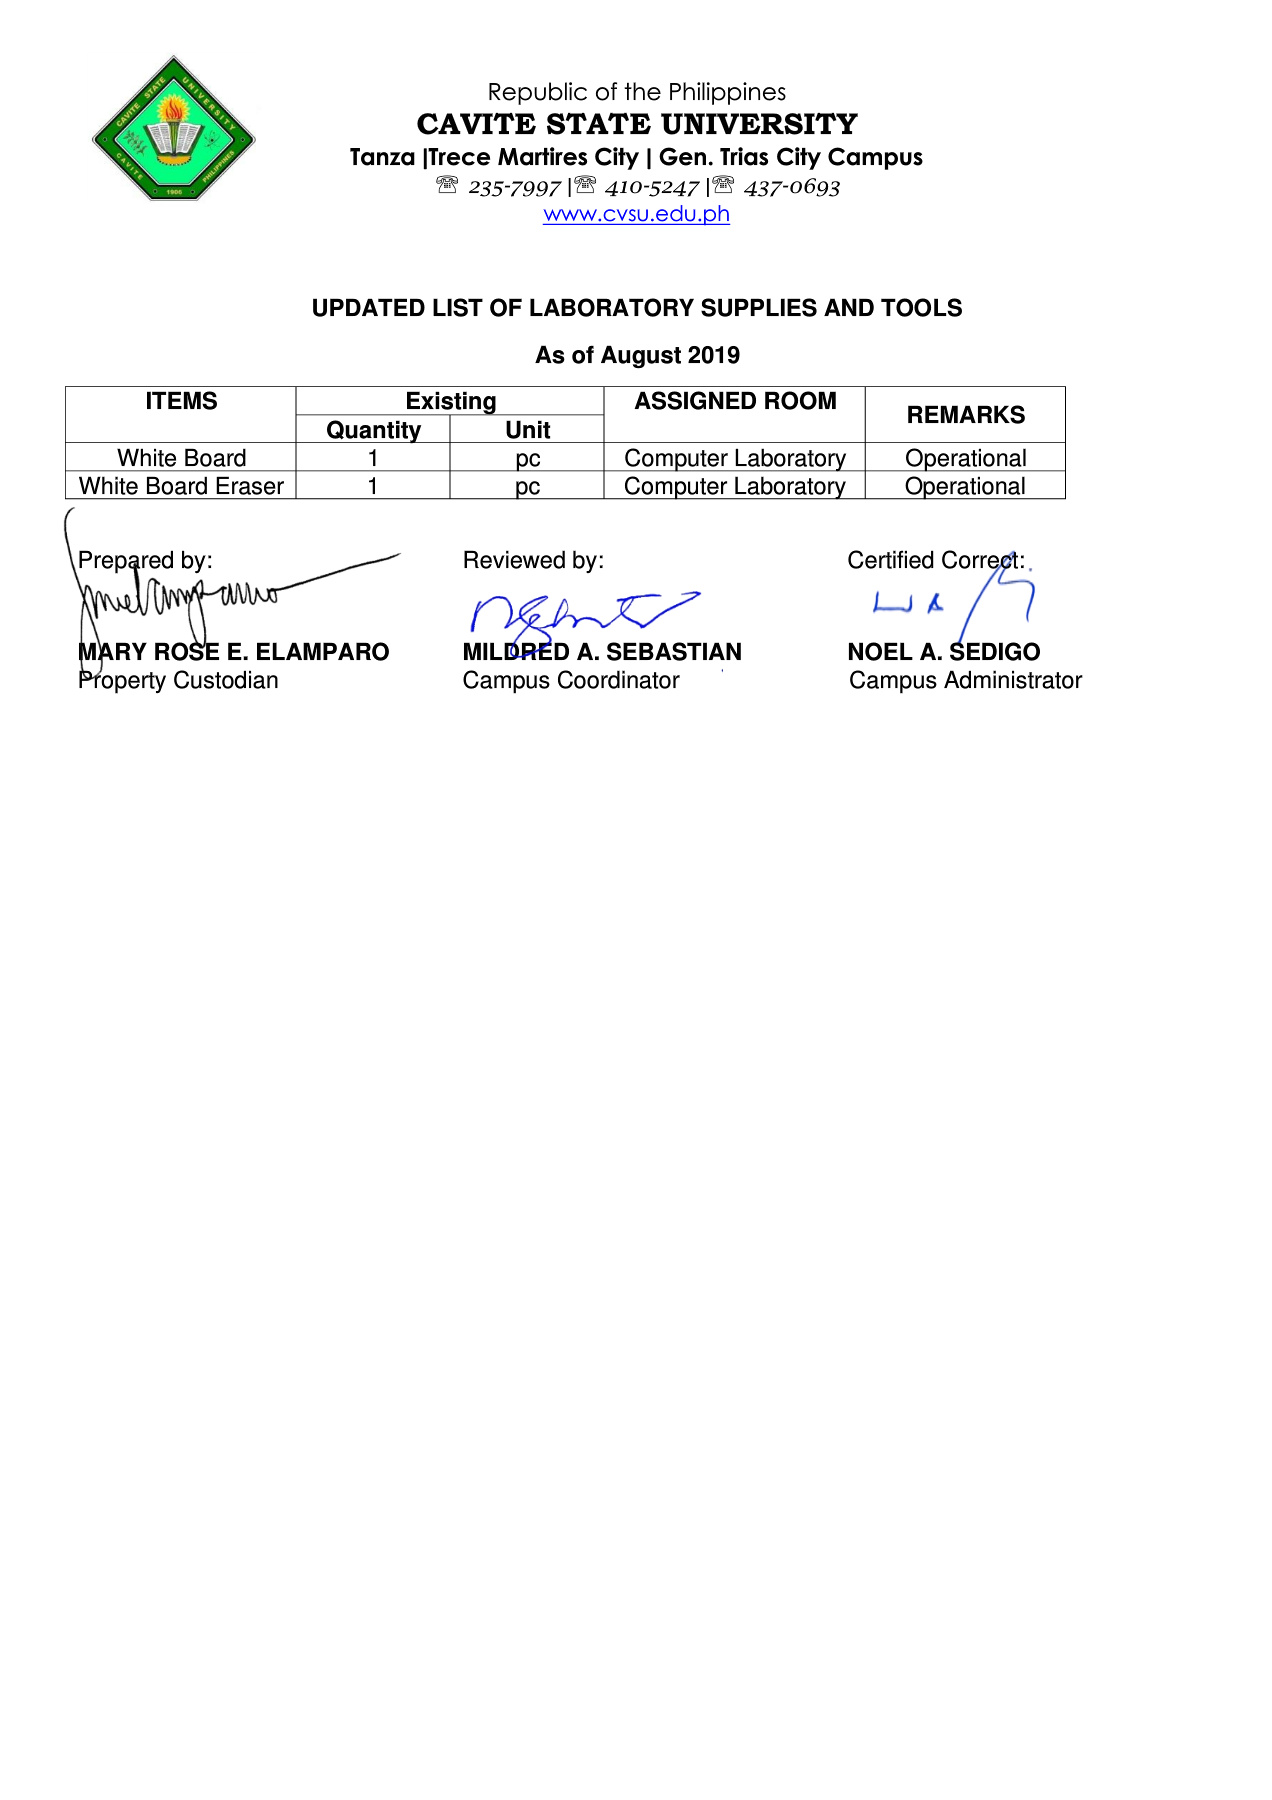 CAVITE STATE UNIVERSITY
CAVITE PHILIPPINES
1906
Republic of the Philippines
CAVITE STATE UNIVERSITY
Tanza |Trece Martires City | Gen. Trias City Campus
☏ 235-7997 |☏ 410-5247 |☏ 437-0693
www.cvsu.edu.ph
UPDATED LIST OF LABORATORY SUPPLIES AND TOOLS
As of August 2019
ITEMS Existing ASSIGNED ROOM REMARKS
Quantity Unit
White Board 1 pc Computer Laboratory Operational
White Board Eraser 1 pc Computer Laboratory Operational
Prepared by: Reviewed by: Certified Correct:
MARY ROSE E. ELAMPARO MILDRED A. SEBASTIAN NOEL A. SEDIGO
Property Custodian Campus Coordinator Campus Administrator